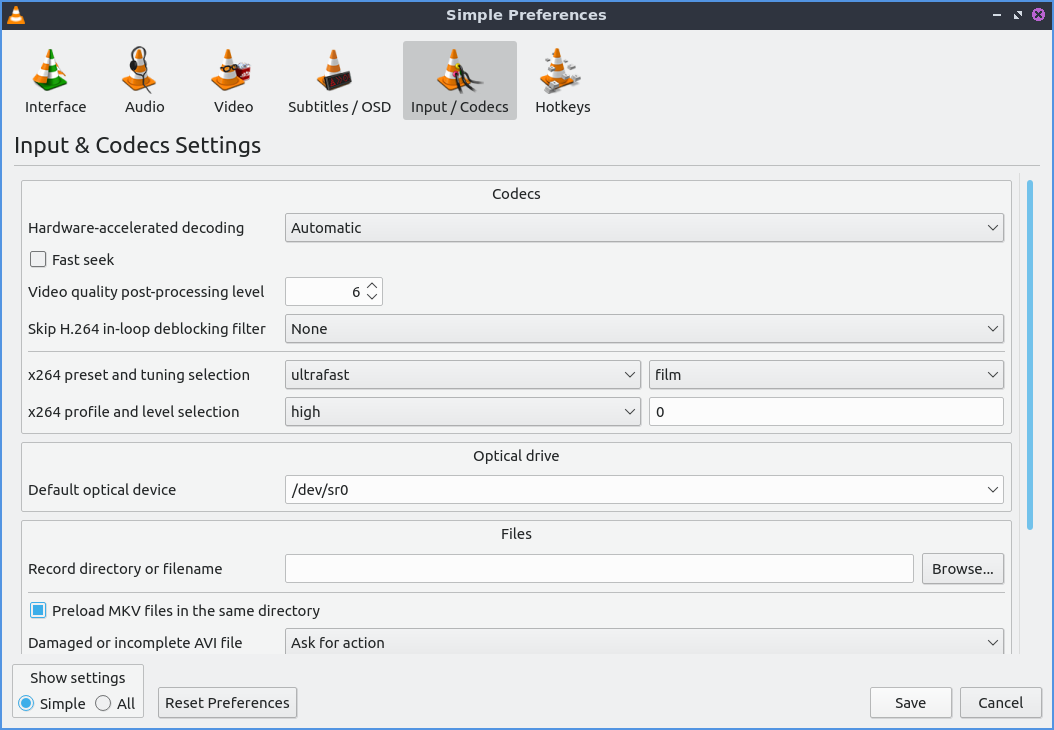 Simple Preferences
Interface Audio Video Subtitles / OSD Input / Codecs Hotkeys
Input & Codecs Settings
Codecs
Hardware-accelerated decoding Automatic
Fast seek
Video quality post-processing level 6
Skip H.264 in-loop deblocking filter None
x264 preset and tuning selection ultrafast film
x264 profile and level selection high 0
Optical drive
Default optical device /dev/sr0
Files
Record directory or filename Browse...
Preload MKV files in the same directory
Damaged or incomplete AVI file Ask for action
Show settings
Simple All Reset Preferences Save Cancel